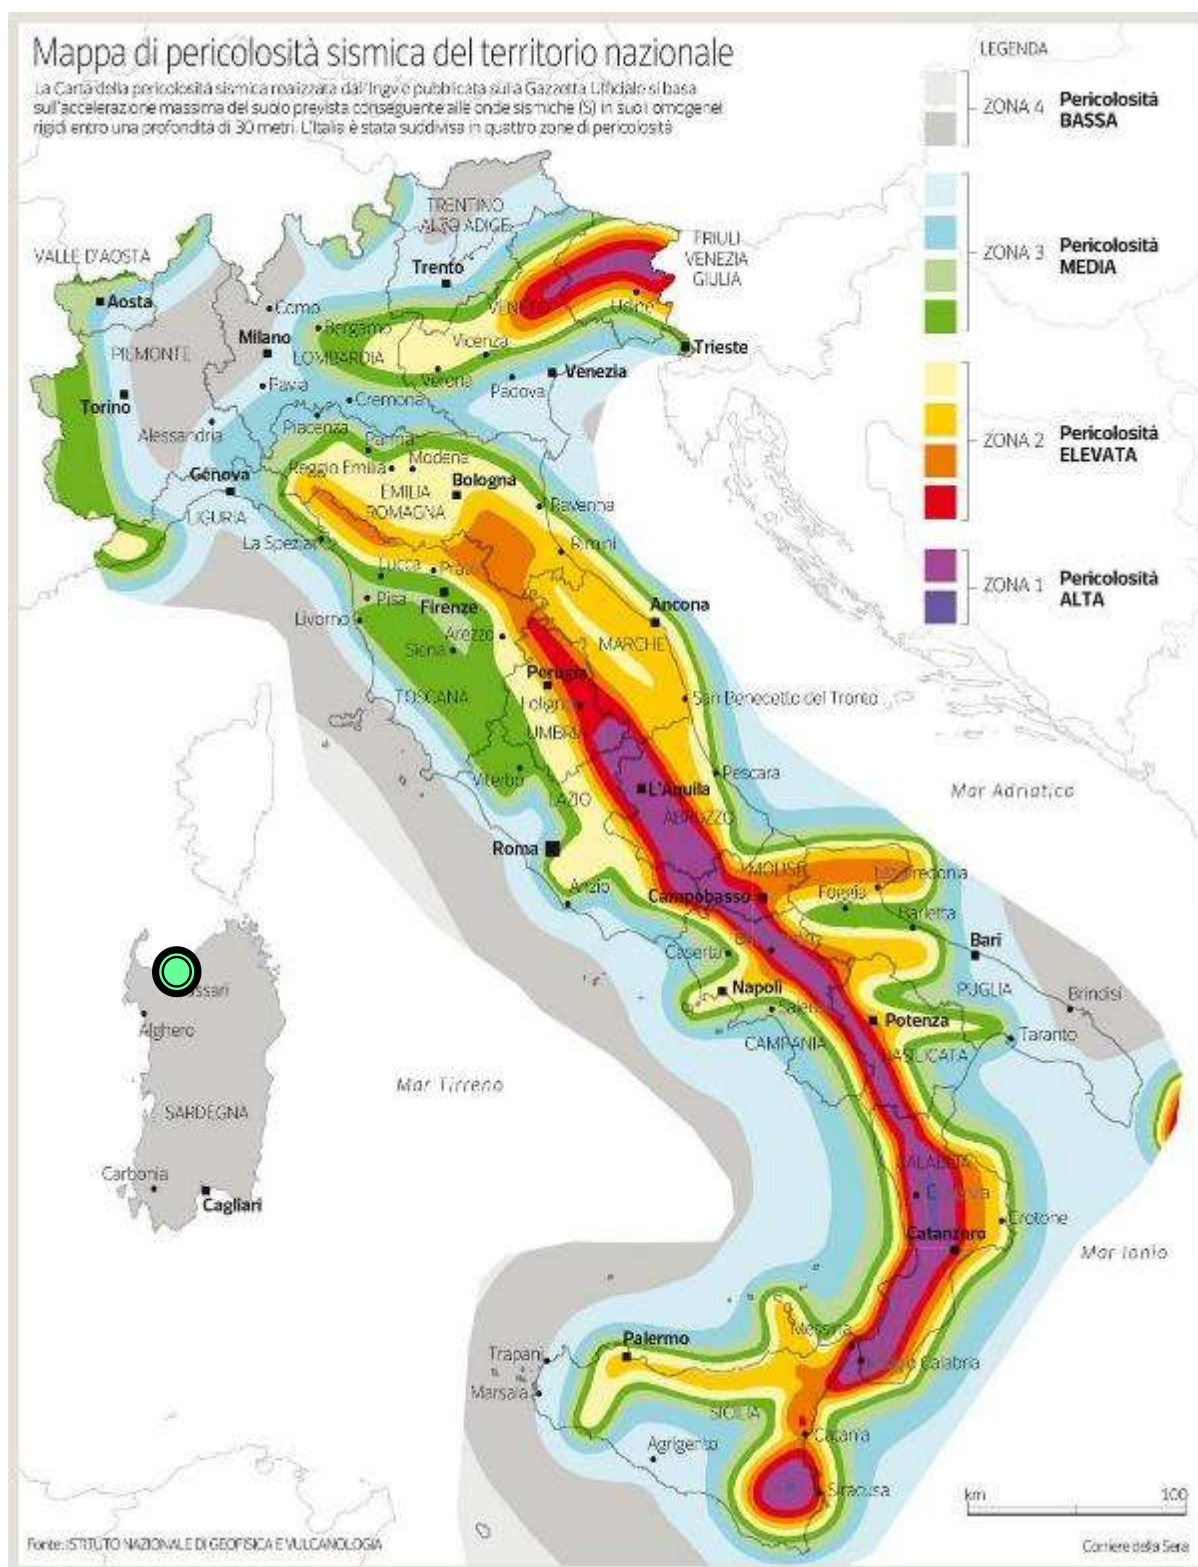 Mappa di pericolosità sismica del territorio nazionale
La Carta della pericolosità sismica realizzata dall'Ingv e pubblicata sulla Gazzetta Ufficiale si basa
sull'accelerazione massima del suolo prevista conseguente alle onde sismiche (S) in suoli omogenei
rigidi entro una profondità di 30 metri. L'Italia è stata suddivisa in quattro zone di pericolosità
LEGENDA
ZONA 4
Pericolosità
BASSA
ZONA 3
Pericolosità
MEDIA
ZONA 2
Pericolosità
ELEVATA
ZONA 1
Pericolosità
ALTA
TRENTINO
ALTO ADIGE
FRIULI
VENEZIA
GIULIA
VALLE D'AOSTA
Trento
Aosta
Como
VENETO
Udine
Bergamo
Milano
Vicenza
Trieste
PIEMONTE
LOMBARDIA
Verona
Venezia
Pavia
Padova
Torino
Cremona
Alessandria
Piacenza
Parma
Modena
Reggio Emilia
Genova
Bologna
EMILIA
ROMAGNA
Ravenna
LIGURIA
La Spezia
Rimini
Lucca
Pisa
Firenze
Ancona
Livorno
Arezzo
MARCHE
Siena
Perugia
TOSCANA
San Benedetto del Tronto
Foligno
UMBRIA
Viterbo
Pescara
L'Aquila
Mar Adriatico
LAZIO
ABRUZZO
Roma
MOLISE
Manfredonia
Anzio
Campobasso
Foggia
Barletta
Bari
Caserta
Napoli
PUGLIA
Brindisi
Salerno
Potenza
Taranto
CAMPANIA
BASILICATA
Alghero
Mar Tirreno
SARDEGNA
Carbonia
Cagliari
CALABRIA
Crotone
Catanzaro
Mar Ionio
Messina
Palermo
Trapani
Calabria
Marsala
SICILIA
Catania
Agrigento
Siracusa
km
100
Fonte: ISTITUTO NAZIONALE DI GEOFISICA E VULCANOLOGIA
Corriere della Sera